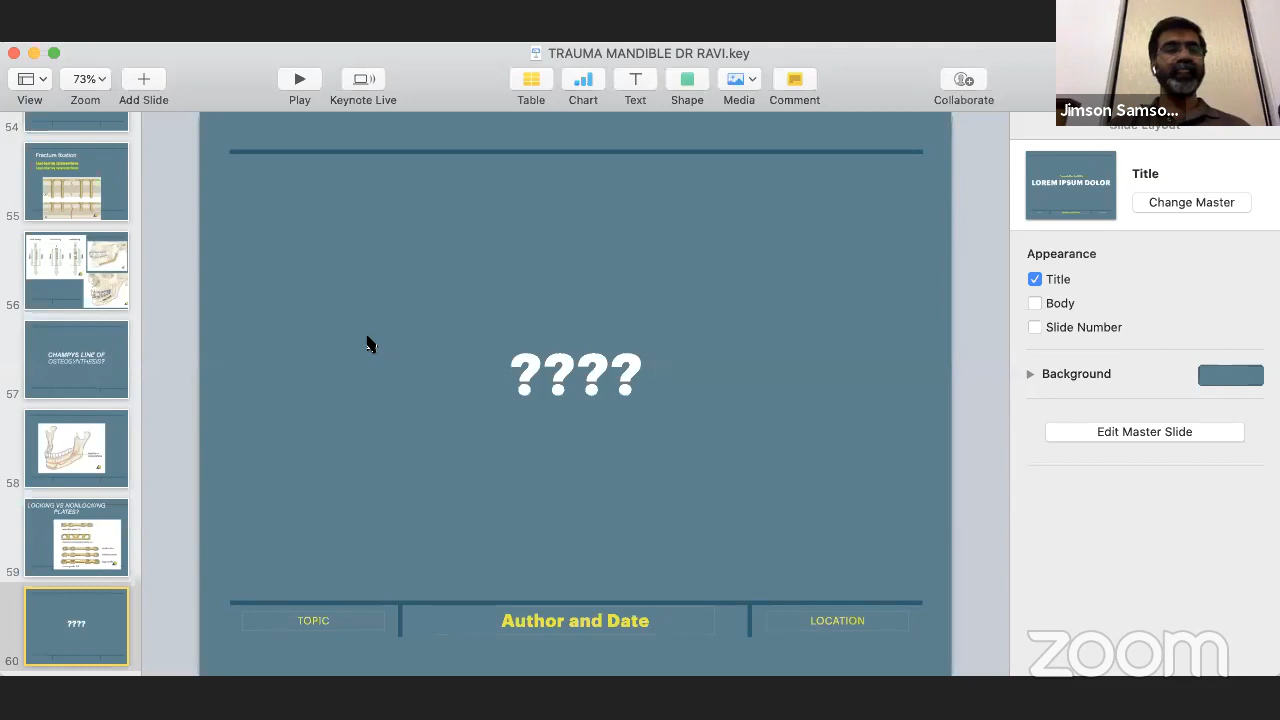 TRAUMA MANDIBLE DR RAVI.key
73%
View
Zoom
Add Slide
Play
Keynote Live
Table
Chart
Text
Shape
Media
Comment
Collaborate
Jimson Samso...
Slide Layout
54
Fracture fixation
55
56
CHAMPYS LINE OF
OSTEOSYNTHESIS?
57
58
LOCKING VS NONLOCKING
PLATES?
59
????
60
????
TOPIC
Author and Date
LOCATION
LOREM IPSUM DOLOR
Title
Change Master
Appearance
Title
Body
Slide Number
Background
Edit Master Slide
zoom